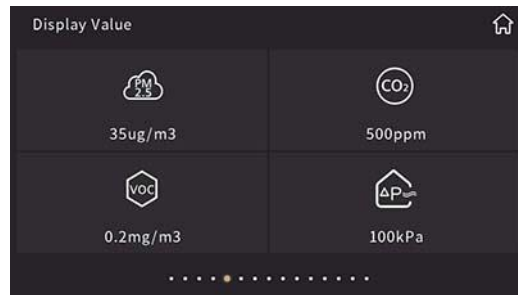 Display Value
PM
2.5
CO₂
35ug/m3
500ppm
VOC
ΔP
0.2mg/m3
100kPa